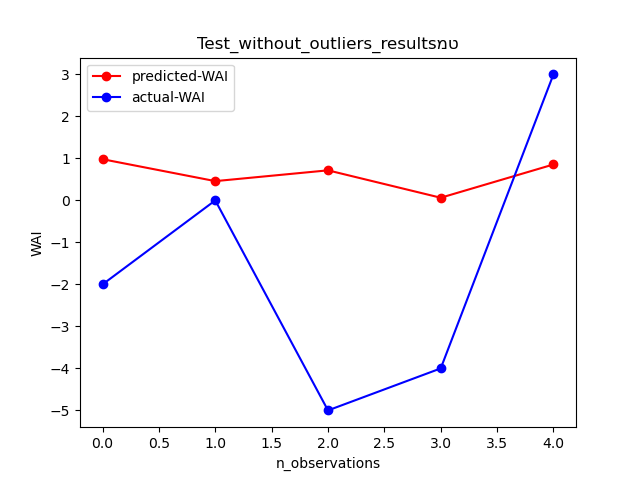 Test_without_outliers_resultsטמ
predicted-WAI
actual-WAI
3
2
1
0
−1
−2
−3
−4
−5
WAI
0.0 0.5 1.0 1.5 2.0 2.5 3.0 3.5 4.0
n_observations